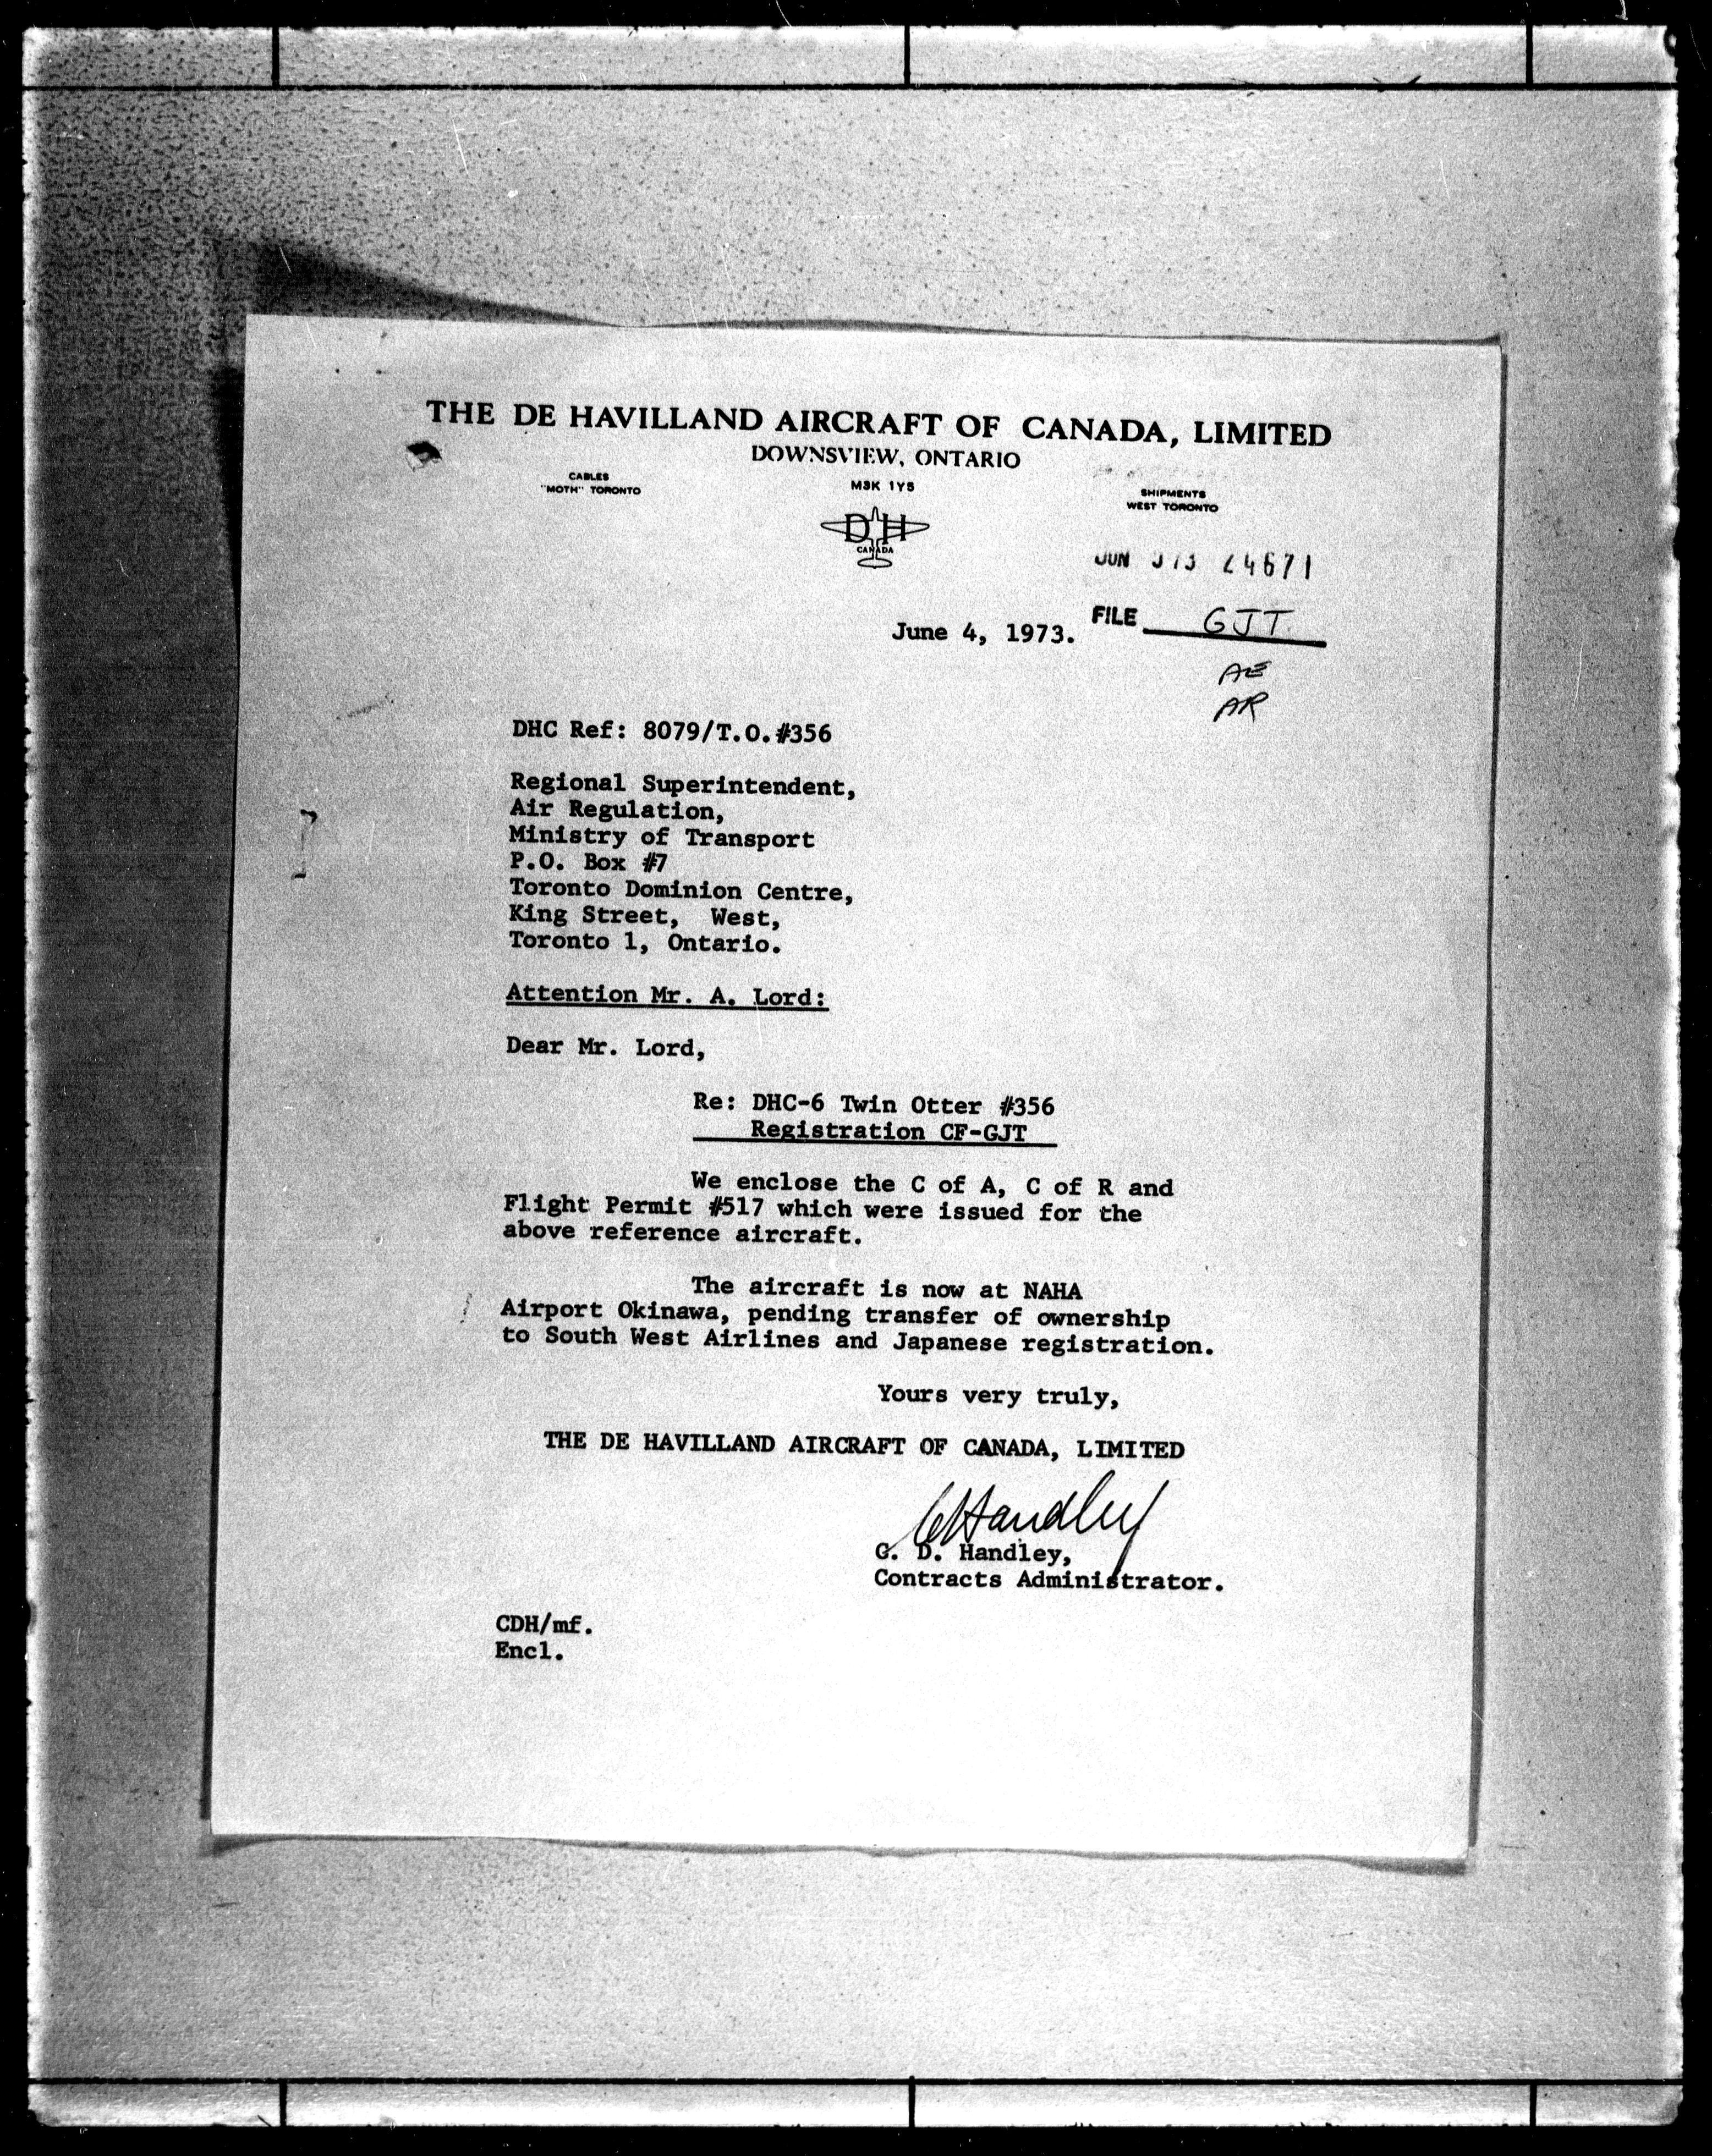 THE DE HAVILLAND AIRCRAFT OF CANADA, LIMITED
DOWNSVIEW, ONTARIO
CABLES
"MOTH" TORONTO
M3K 1Y5
SHIPMENTS
WEST TORONTO
D H
CANADA
JUN 73 24671
June 4, 1973.
FILE GJT
AE
AR
DHC Ref: 8079/T.O.#356
Regional Superintendent,
Air Regulation,
Ministry of Transport
P.O. Box #7
Toronto Dominion Centre,
King Street, West,
Toronto 1, Ontario.
Attention Mr. A. Lord:
Dear Mr. Lord,
Re: DHC-6 Twin Otter #356
Registration CF-GJT
We enclose the C of A, C of R and
Flight Permit #517 which were issued for the
above reference aircraft.
The aircraft is now at NAHA
Airport Okinawa, pending transfer of ownership
to South West Airlines and Japanese registration.
Yours very truly,
THE DE HAVILLAND AIRCRAFT OF CANADA, LIMITED
CHandley
G. D. Handley,
Contracts Administrator.
CDH/mf.
Encl.